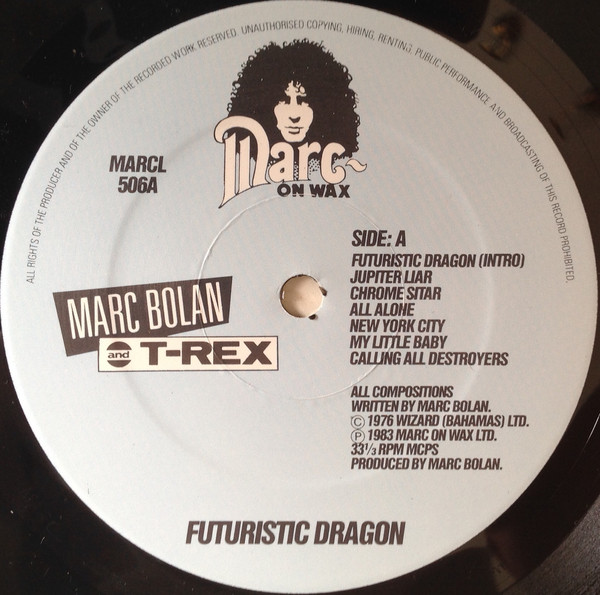 ALL RIGHTS OF THE PRODUCER AND OF THE OWNER OF THE RECORDED WORK RESERVED. UNAUTHORISED COPYING, HIRING, RENTING, PUBLIC PERFORMANCE AND BROADCASTING OF THIS RECORD PROHIBITED.
Marc
ON WAX
MARCL
506A
SIDE: A
FUTURISTIC DRAGON (INTRO)
JUPITER LIAR
CHROME SITAR
ALL ALONE
NEW YORK CITY
MY LITTLE BABY
CALLING ALL DESTROYERS
MARC BOLAN
and T-REX
ALL COMPOSITIONS
WRITTEN BY MARC BOLAN.
© 1976 WIZARD (BAHAMAS) LTD.
℗ 1983 MARC ON WAX LTD.
33⅓ RPM MCPS
PRODUCED BY MARC BOLAN.
FUTURISTIC DRAGON